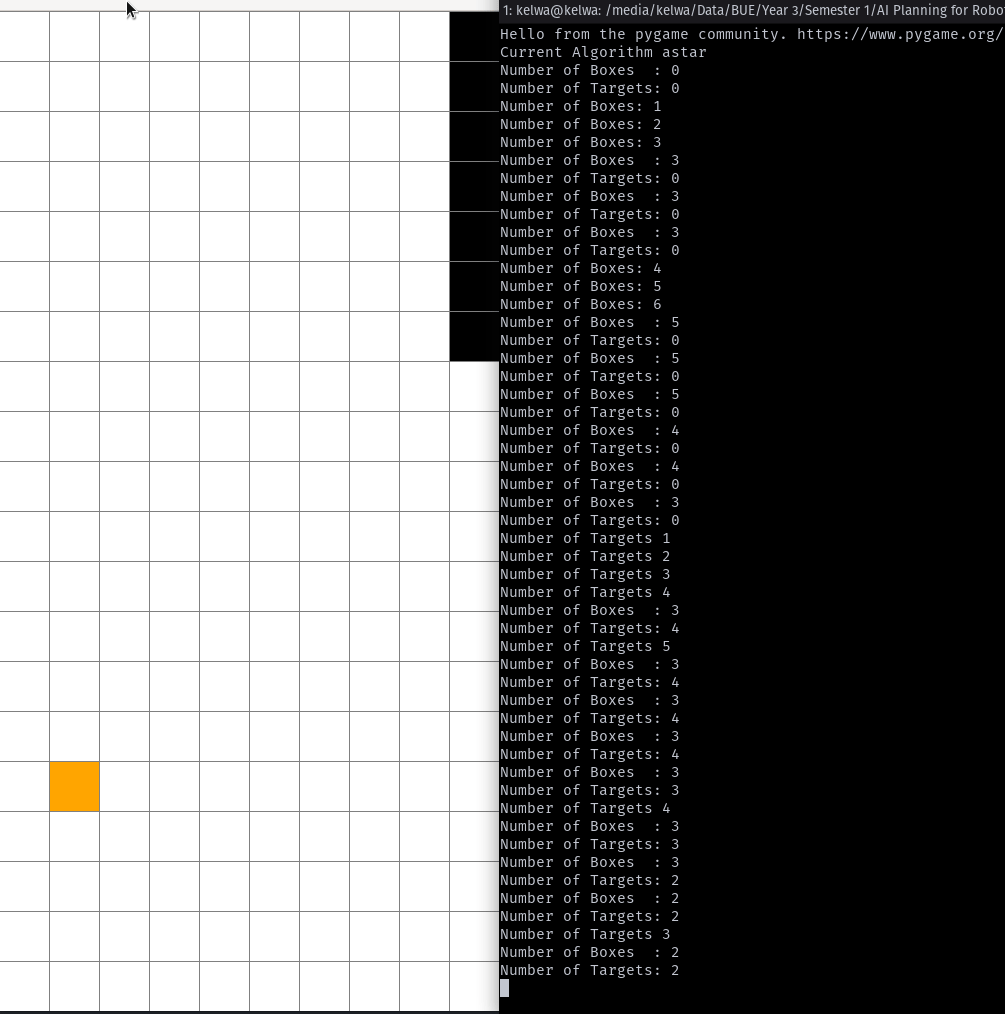 1: kelwa@kelwa: /media/kelwa/Data/BUE/Year 3/Semester 1/AI Planning for Robo
Hello from the pygame community. https://www.pygame.org/
Current Algorithm astar
Number of Boxes  : 0
Number of Targets: 0
Number of Boxes: 1
Number of Boxes: 2
Number of Boxes: 3
Number of Boxes  : 3
Number of Targets: 0
Number of Boxes  : 3
Number of Targets: 0
Number of Boxes  : 3
Number of Targets: 0
Number of Boxes: 4
Number of Boxes: 5
Number of Boxes: 6
Number of Boxes  : 5
Number of Targets: 0
Number of Boxes  : 5
Number of Targets: 0
Number of Boxes  : 5
Number of Targets: 0
Number of Boxes  : 4
Number of Targets: 0
Number of Boxes  : 4
Number of Targets: 0
Number of Boxes  : 3
Number of Targets: 0
Number of Targets 1
Number of Targets 2
Number of Targets 3
Number of Targets 4
Number of Boxes  : 3
Number of Targets: 4
Number of Targets 5
Number of Boxes  : 3
Number of Targets: 4
Number of Boxes  : 3
Number of Targets: 4
Number of Boxes  : 3
Number of Targets: 4
Number of Boxes  : 3
Number of Targets: 3
Number of Targets 4
Number of Boxes  : 3
Number of Targets: 3
Number of Boxes  : 3
Number of Targets: 2
Number of Boxes  : 2
Number of Targets: 2
Number of Targets 3
Number of Boxes  : 2
Number of Targets: 2